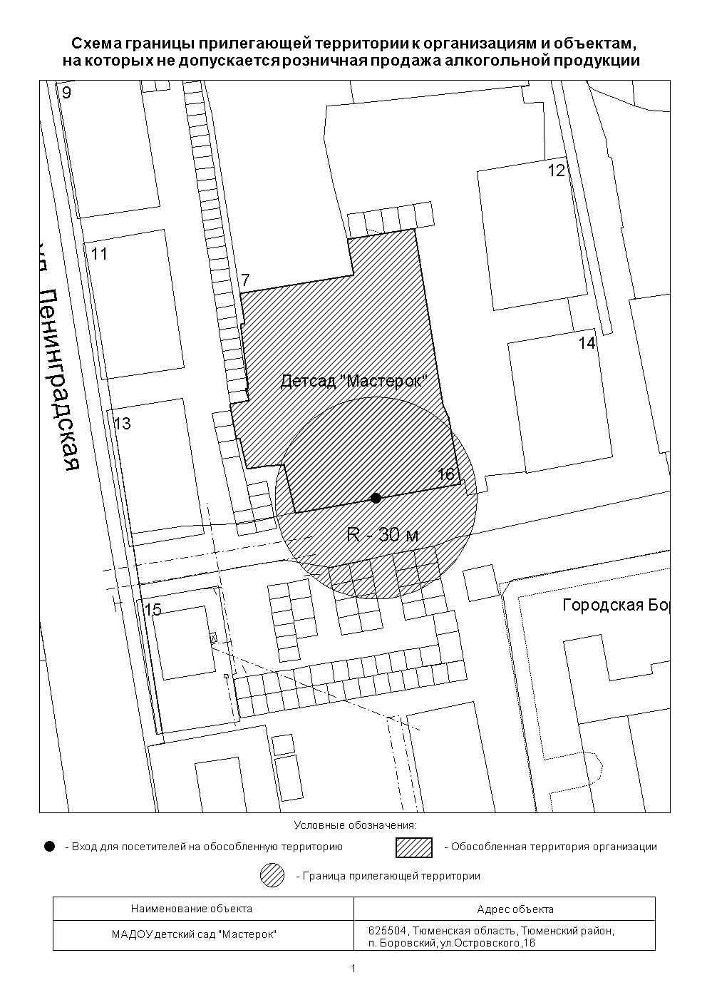 Схема границы прилегающей территории к организациям и объектам,
на которых не допускается розничная продажа алкогольной продукции
9
12
11
7
ул. Ленинградская
14
Детсад "Мастерок"
13
16
R - 30 м
15
Городская Бо
Условные обозначения:
- Вход для посетителей на обособленную территорию
- Обособленная территория организации
- Граница прилегающей территории
Наименование объекта
Адрес объекта
МАДОУ детский сад "Мастерок"
625504, Тюменская область, Тюменский район,
п. Боровский, ул.Островского,16
1